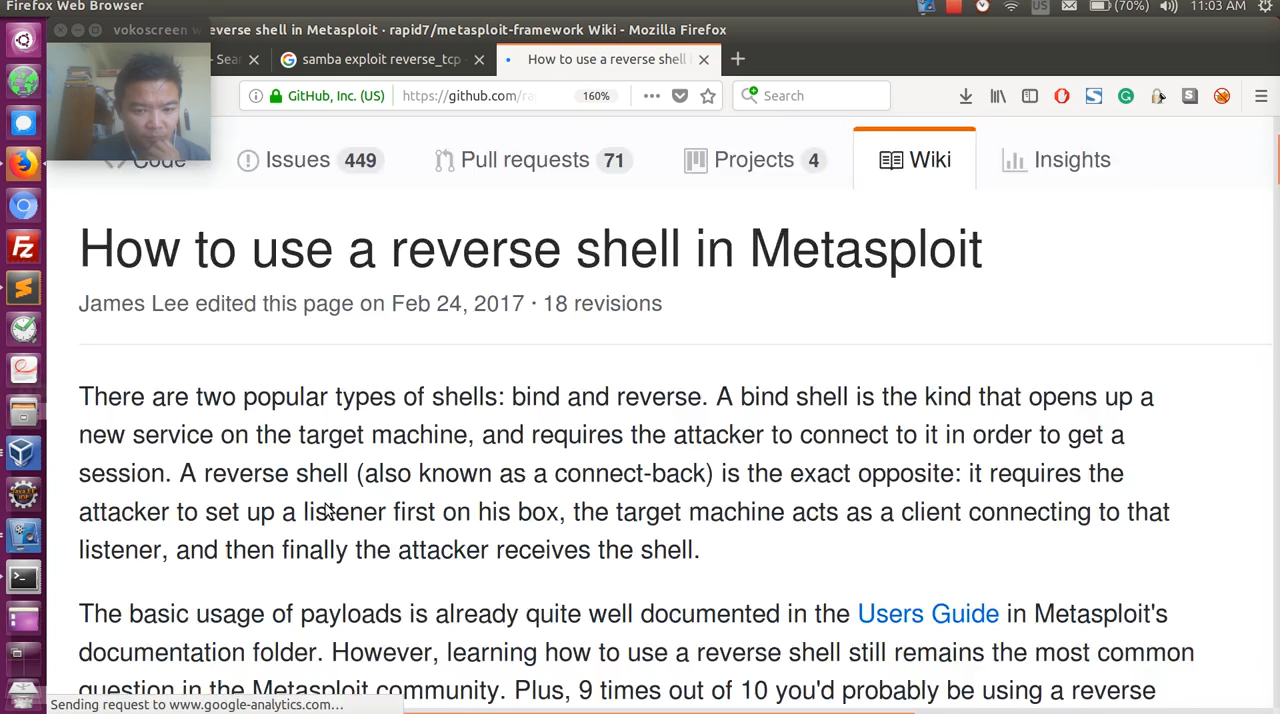 Firefox Web Browser
US
(70%)
11:03 AM
vokoscreen
everse shell in Metasploit · rapid7/metasploit-framework Wiki - Mozilla Firefox
samba exploit reverse_tcp
How to use a reverse shell
GitHub, Inc. (US)
https://github.com/ra
160%
Search
Code
Issues 449
Pull requests 71
Projects 4
Wiki
Insights
How to use a reverse shell in Metasploit
James Lee edited this page on Feb 24, 2017 · 18 revisions
There are two popular types of shells: bind and reverse. A bind shell is the kind that opens up a
new service on the target machine, and requires the attacker to connect to it in order to get a
session. A reverse shell (also known as a connect-back) is the exact opposite: it requires the
attacker to set up a listener first on his box, the target machine acts as a client connecting to that
listener, and then finally the attacker receives the shell.
The basic usage of payloads is already quite well documented in the Users Guide in Metasploit's
documentation folder. However, learning how to use a reverse shell still remains the most common
question in the Metasploit community. Plus, 9 times out of 10 you'd probably be using a reverse
Sending request to www.google-analytics.com...